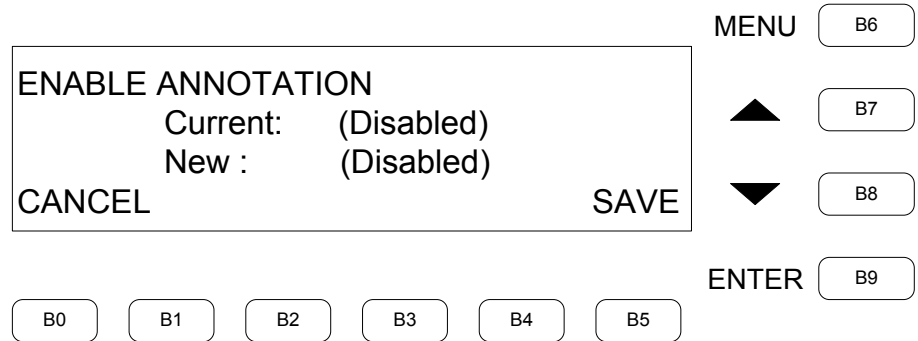 MENU B6
ENABLE ANNOTATION
Current: (Disabled)
B7
New : (Disabled)
CANCEL SAVE
B8
ENTER B9
B0 B1 B2 B3 B4 B5